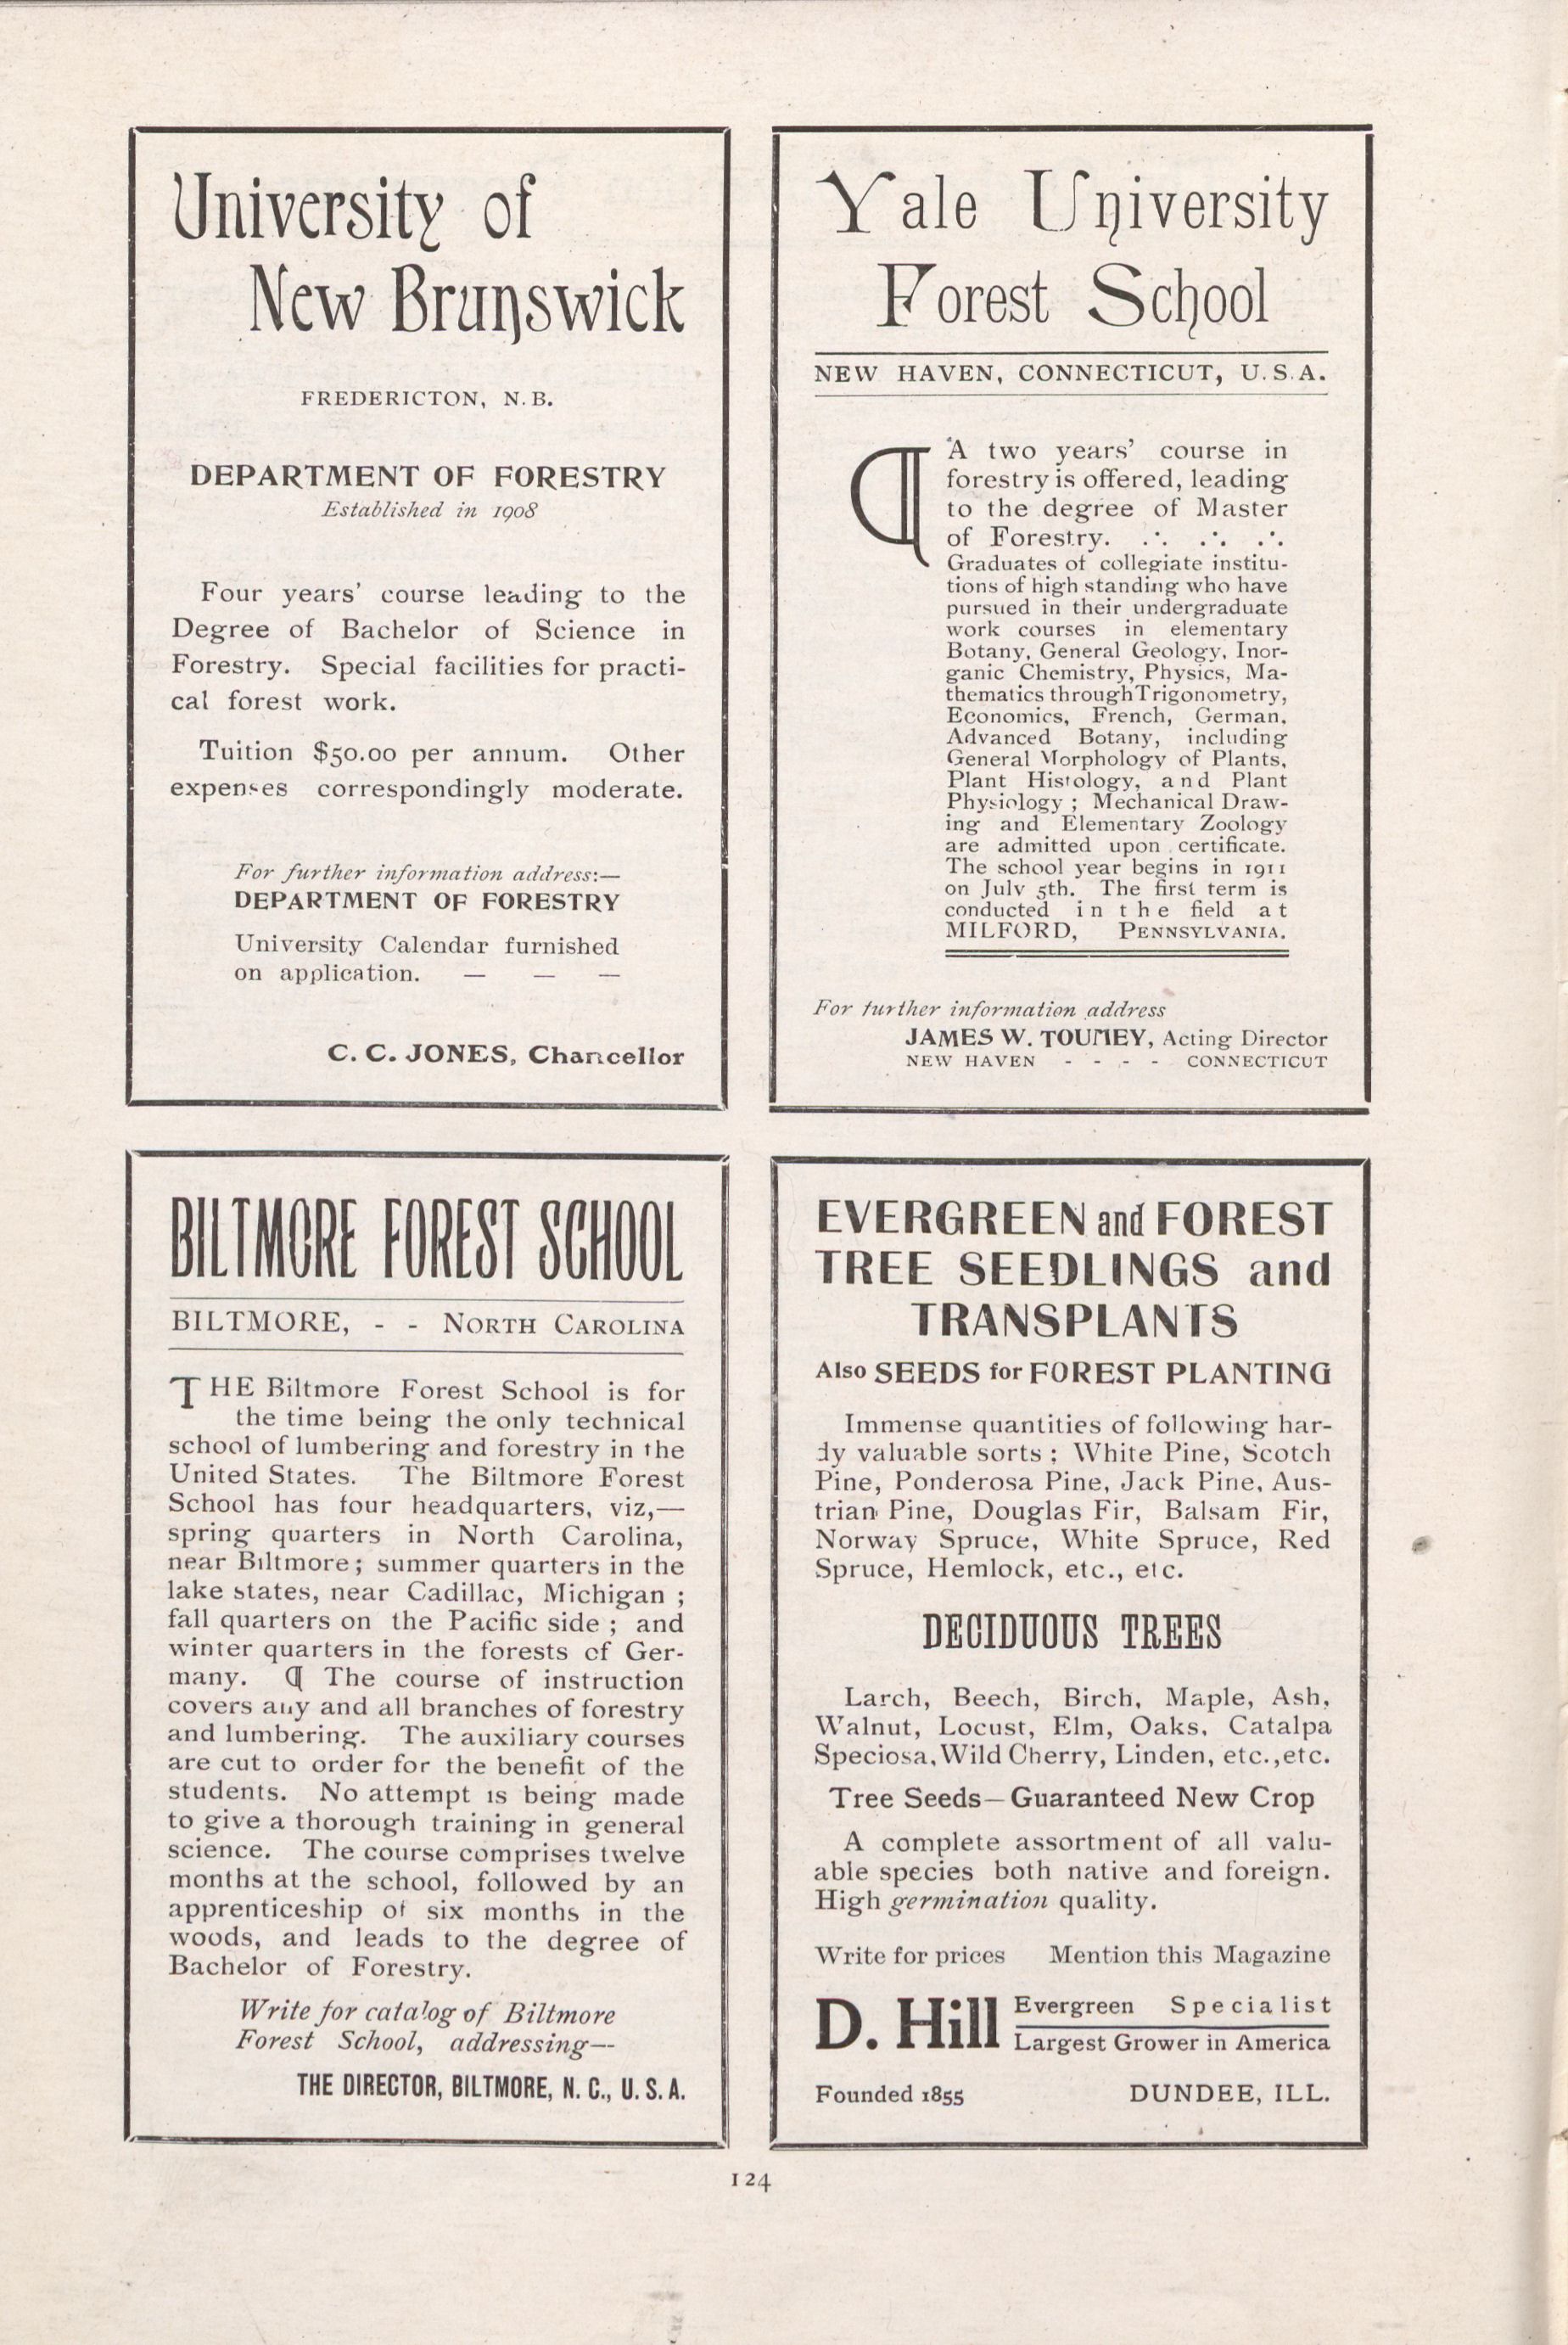 University of
New Brunswick
FREDERICTON, N.B.
DEPARTMENT OF FORESTRY
Established in 1908
Four years' course leading to the
Degree of Bachelor of Science in
Forestry. Special facilities for practi-
cal forest work.
Tuition $50.00 per annum. Other
expenses correspondingly moderate.
For further information address:—
DEPARTMENT OF FORESTRY
University Calendar furnished
on application. — — —
C. C. JONES, Chancellor
Yale University
Forest School
NEW HAVEN, CONNECTICUT, U.S.A.
¶ A two years' course in
forestry is offered, leading
to the degree of Master
of Forestry. ∴ ∴ ∴
Graduates of collegiate institu-
tions of high standing who have
pursued in their undergraduate
work courses in elementary
Botany, General Geology, Inor-
ganic Chemistry, Physics, Ma-
thematics through Trigonometry,
Economics, French, German,
Advanced Botany, including
General Morphology of Plants,
Plant Histology, and Plant
Physiology ; Mechanical Draw-
ing and Elementary Zoology
are admitted upon certificate.
The school year begins in 1911
on July 5th. The first term is
conducted in the field at
MILFORD, PENNSYLVANIA.
For further information address
JAMES W. TOUMEY, Acting Director
NEW HAVEN - - - - CONNECTICUT
BILTMORE FOREST SCHOOL
BILTMORE, - - NORTH CAROLINA
THE Biltmore Forest School is for
the time being the only technical
school of lumbering and forestry in the
United States. The Biltmore Forest
School has four headquarters, viz,—
spring quarters in North Carolina,
near Biltmore; summer quarters in the
lake states, near Cadillac, Michigan ;
fall quarters on the Pacific side ; and
winter quarters in the forests of Ger-
many. ¶ The course of instruction
covers any and all branches of forestry
and lumbering. The auxiliary courses
are cut to order for the benefit of the
students. No attempt is being made
to give a thorough training in general
science. The course comprises twelve
months at the school, followed by an
apprenticeship of six months in the
woods, and leads to the degree of
Bachelor of Forestry.
Write for catalog of Biltmore
Forest School, addressing—
THE DIRECTOR, BILTMORE, N. C., U. S. A.
EVERGREEN and FOREST
TREE SEEDLINGS and
TRANSPLANTS
Also SEEDS for FOREST PLANTING
Immense quantities of following har-
dy valuable sorts ; White Pine, Scotch
Pine, Ponderosa Pine, Jack Pine, Aus-
trian Pine, Douglas Fir, Balsam Fir,
Norway Spruce, White Spruce, Red
Spruce, Hemlock, etc., etc.
DECIDUOUS TREES
Larch, Beech, Birch, Maple, Ash,
Walnut, Locust, Elm, Oaks, Catalpa
Speciosa, Wild Cherry, Linden, etc., etc.
Tree Seeds—Guaranteed New Crop
A complete assortment of all valu-
able species both native and foreign.
High germination quality.
Write for prices Mention this Magazine
D. Hill Evergreen Specialist
Largest Grower in America
Founded 1855 DUNDEE, ILL.
124